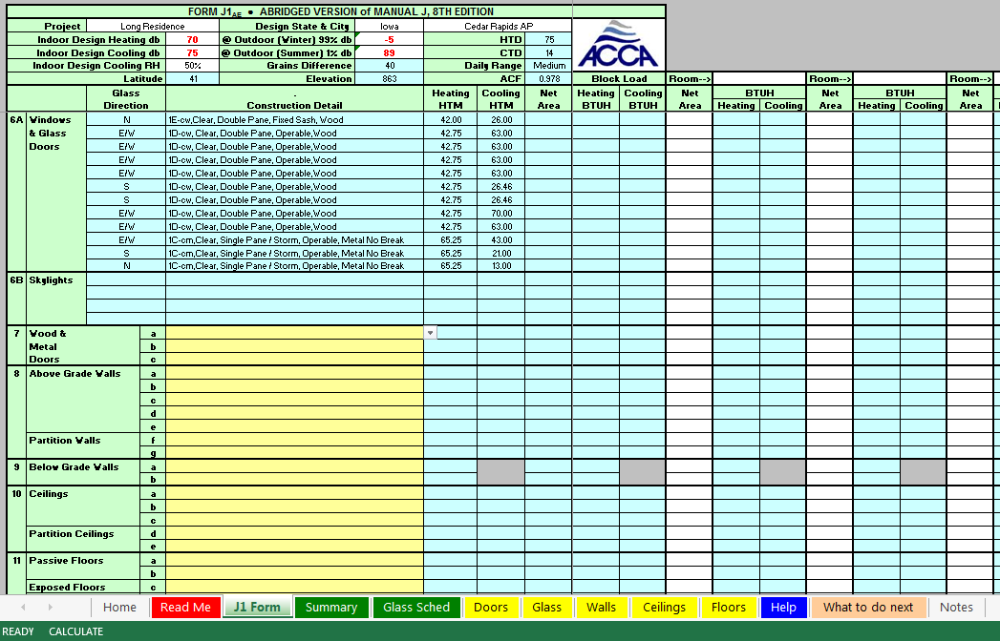 FORM J1AE ● ABRIDGED VERSION of MANUAL J, 8TH EDITION
Project Long Residence Design State & City Iowa Cedar Rapids AP
Indoor Design Heating db 70 @ Outdoor (Winter) 99% db -5 HTD 75
Indoor Design Cooling db 75 @ Outdoor (Summer) 1% db 89 CTD 14
Indoor Design Cooling RH 50% Grains Difference 40 Daily Range Medium
Latitude 41 Elevation 863 ACF 0.978
ACCA
Block Load Room--> Room--> Room-->
Glass . Heating Cooling Net Heating Cooling Net BTUH Net BTUH Net
Direction Construction Detail HTM HTM Area BTUH BTUH Area Heating Cooling Area Heating Cooling Area
6A Windows N 1E-cw,Clear, Double Pane, Fixed Sash, Wood 42.00 26.00
& Glass E/W 1D-cw, Clear, Double Pane, Operable,Wood 42.75 63.00
Doors E/W 1D-cw, Clear, Double Pane, Operable,Wood 42.75 63.00
E/W 1D-cw, Clear, Double Pane, Operable,Wood 42.75 63.00
E/W 1D-cw, Clear, Double Pane, Operable,Wood 42.75 63.00
S 1D-cw, Clear, Double Pane, Operable,Wood 42.75 26.46
S 1D-cw, Clear, Double Pane, Operable,Wood 42.75 26.46
E/W 1D-cw, Clear, Double Pane, Operable,Wood 42.75 70.00
E/W 1D-cw, Clear, Double Pane, Operable,Wood 42.75 63.00
E/W 1C-cm,Clear, Single Pane / Storm, Operable, Metal No Break 65.25 43.00
S 1C-cm,Clear, Single Pane / Storm, Operable, Metal No Break 65.25 21.00
N 1C-cm,Clear, Single Pane / Storm, Operable, Metal No Break 65.25 13.00
6B Skylights
7 Wood & a
Metal b
Doors c
8 Above Grade Walls a
b
c
d
e
Partition Walls f
g
9 Below Grade Walls a
b
10 Ceilings a
b
c
Partition Ceilings d
e
11 Passive Floors a
b
Exposed Floors c
Home Read Me J1 Form Summary Glass Sched Doors Glass Walls Ceilings Floors Help What to do next Notes
READY CALCULATE